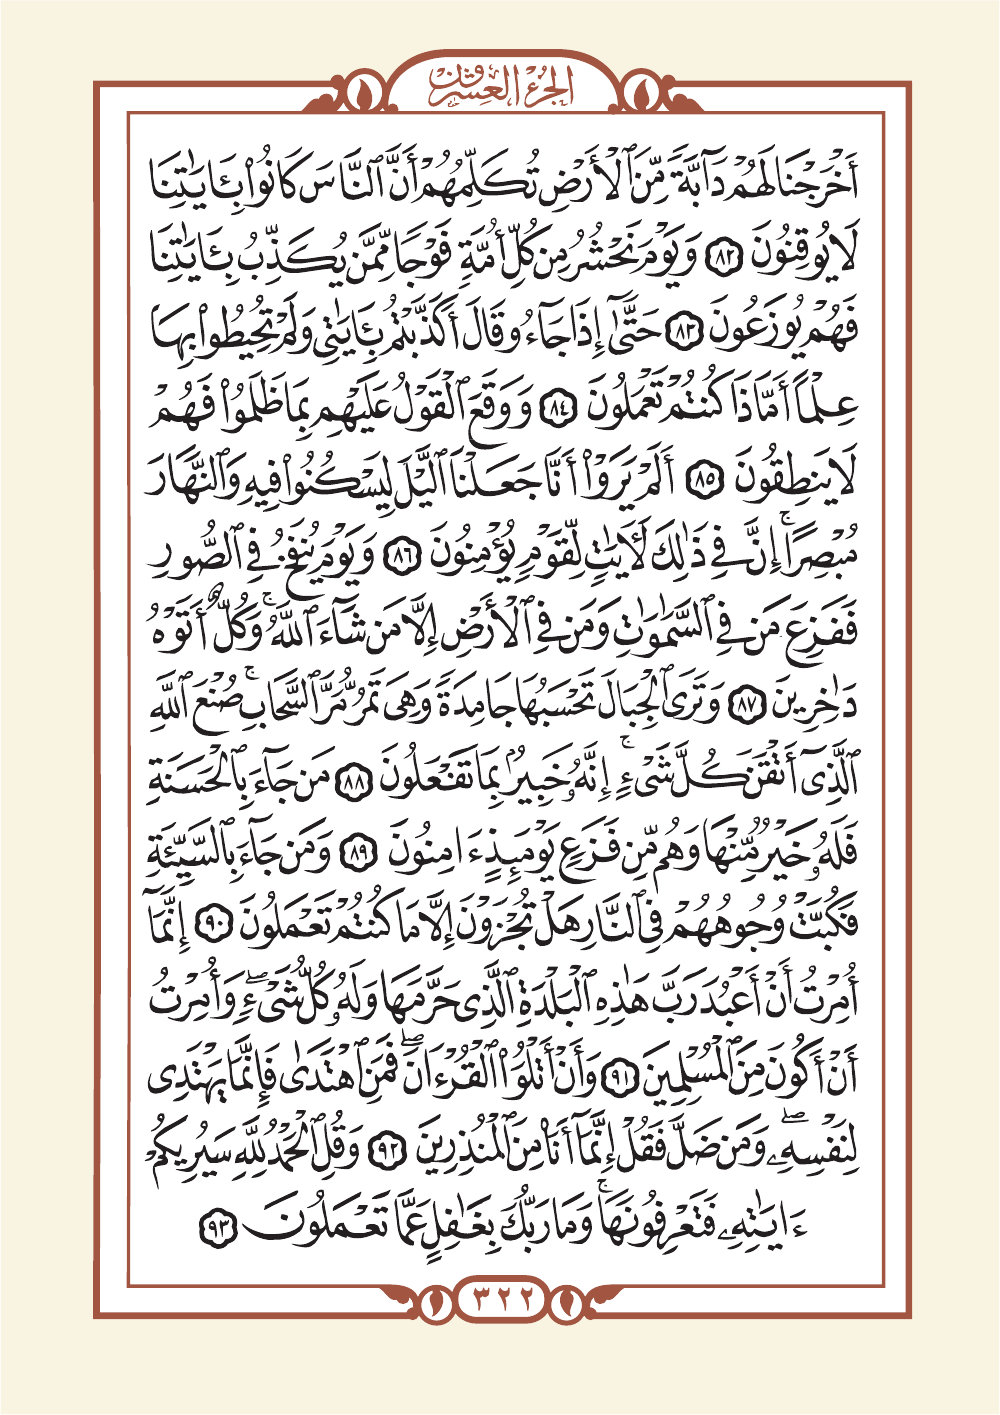 الجزء العشرون
أَخْرَجْنَا لَهُمْ دَآبَّةً مِّنَ ٱلْأَرْضِ تُكَلِّمُهُمْ أَنَّ ٱلنَّاسَ كَانُوا۟ بِـَٔايَـٰتِنَا
لَا يُوقِنُونَ ٨٢ وَيَوْمَ نَحْشُرُ مِن كُلِّ أُمَّةٍ فَوْجًا مِّمَّن يُكَذِّبُ بِـَٔايَـٰتِنَا
فَهُمْ يُوزَعُونَ ٨٣ حَتَّىٰٓ إِذَا جَآءُو قَالَ أَكَذَّبْتُم بِـَٔايَـٰتِى وَلَمْ تُحِيطُوا۟ بِهَا
عِلْمًا أَمَّاذَا كُنتُمْ تَعْمَلُونَ ٨٤ وَوَقَعَ ٱلْقَوْلُ عَلَيْهِم بِمَا ظَلَمُوا۟ فَهُمْ
لَا يَنطِقُونَ ٨٥ أَلَمْ يَرَوْا۟ أَنَّا جَعَلْنَا ٱلَّيْلَ لِيَسْكُنُوا۟ فِيهِ وَٱلنَّهَارَ
مُبْصِرًا ۚ إِنَّ فِى ذَٰلِكَ لَـَٔايَـٰتٍ لِّقَوْمٍ يُؤْمِنُونَ ٨٦ وَيَوْمَ يُنفَخُ فِى ٱلصُّورِ
فَفَزِعَ مَن فِى ٱلسَّمَـٰوَٰتِ وَمَن فِى ٱلْأَرْضِ إِلَّا مَن شَآءَ ٱللَّهُ ۚ وَكُلٌّ أَتَوْهُ
دَٰخِرِينَ ٨٧ وَتَرَى ٱلْجِبَالَ تَحْسَبُهَا جَامِدَةً وَهِىَ تَمُرُّ مَرَّ ٱلسَّحَابِ ۚ صُنْعَ ٱللَّهِ
ٱلَّذِىٓ أَتْقَنَ كُلَّ شَىْءٍ ۚ إِنَّهُۥ خَبِيرٌۢ بِمَا تَفْعَلُونَ ٨٨ مَن جَآءَ بِٱلْحَسَنَةِ
فَلَهُۥ خَيْرٌ مِّنْهَا وَهُم مِّن فَزَعٍ يَوْمَئِذٍ ءَامِنُونَ ٨٩ وَمَن جَآءَ بِٱلسَّيِّئَةِ
فَكُبَّتْ وُجُوهُهُمْ فِى ٱلنَّارِ هَلْ تُجْزَوْنَ إِلَّا مَا كُنتُمْ تَعْمَلُونَ ٩٠ إِنَّمَآ
أُمِرْتُ أَنْ أَعْبُدَ رَبَّ هَـٰذِهِ ٱلْبَلْدَةِ ٱلَّذِى حَرَّمَهَا وَلَهُۥ كُلُّ شَىْءٍ ۖ وَأُمِرْتُ
أَنْ أَكُونَ مِنَ ٱلْمُسْلِمِينَ ٩١ وَأَنْ أَتْلُوَا۟ ٱلْقُرْءَانَ ۖ فَمَنِ ٱهْتَدَىٰ فَإِنَّمَا يَهْتَدِى
لِنَفْسِهِۦ ۖ وَمَن ضَلَّ فَقُلْ إِنَّمَآ أَنَا۠ مِنَ ٱلْمُنذِرِينَ ٩٢ وَقُلِ ٱلْحَمْدُ لِلَّهِ سَيُرِيكُمْ
ءَايَـٰتِهِۦ فَتَعْرِفُونَهَا ۚ وَمَا رَبُّكَ بِغَـٰفِلٍ عَمَّا تَعْمَلُونَ ٩٣
٣٢٢